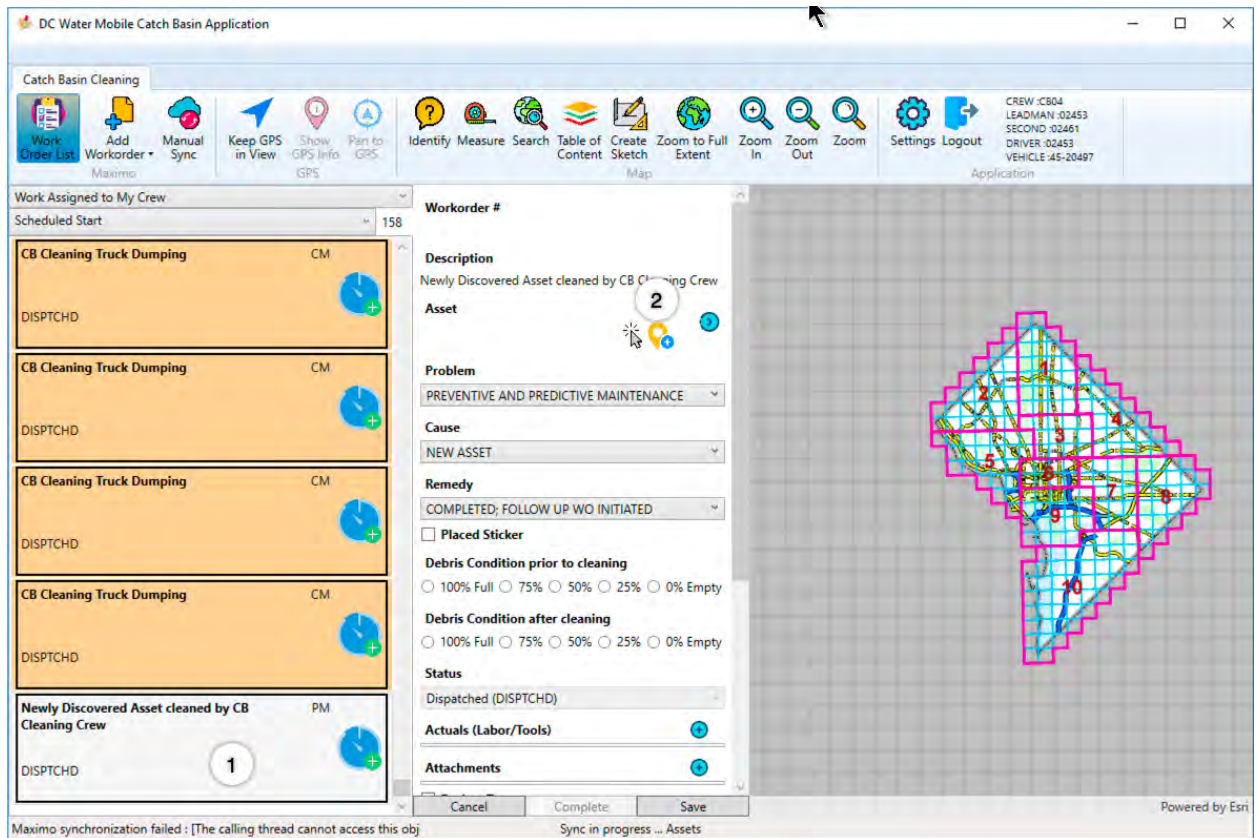 DC Water Mobile Catch Basin Application
Catch Basin Cleaning
Work Order List
Add Workorder
Manual Sync
Maximo
Keep GPS in View
Show GPS Info
Pan to GPS
GPS
Identify
Measure
Search
Table of Content
Create Sketch
Zoom to Full Extent
Zoom In
Zoom Out
Zoom
Map
Settings
Logout
CREW :CB04
LEADMAN :02453
SECOND :02461
DRIVER :02453
VEHICLE :45-20497
Application
Work Assigned to My Crew
Scheduled Start 158
CB Cleaning Truck Dumping CM
DISPTCHD
CB Cleaning Truck Dumping CM
DISPTCHD
CB Cleaning Truck Dumping CM
DISPTCHD
CB Cleaning Truck Dumping CM
DISPTCHD
Newly Discovered Asset cleaned by CB PM
Cleaning Crew
DISPTCHD 1
Workorder #
Description
Newly Discovered Asset cleaned by CB Cleaning Crew
2
Asset
Problem
PREVENTIVE AND PREDICTIVE MAINTENANCE
Cause
NEW ASSET
Remedy
COMPLETED; FOLLOW UP WO INITIATED
Placed Sticker
Debris Condition prior to cleaning
100% Full 75% 50% 25% 0% Empty
Debris Condition after cleaning
100% Full 75% 50% 25% 0% Empty
Status
Dispatched (DISPTCHD)
Actuals (Labor/Tools)
Attachments
Cancel Complete Save
1
2
4
3
5
6
7
8
9
10
Powered by Esri
Maximo synchronization failed : [The calling thread cannot access this obj
Sync in progress ... Assets